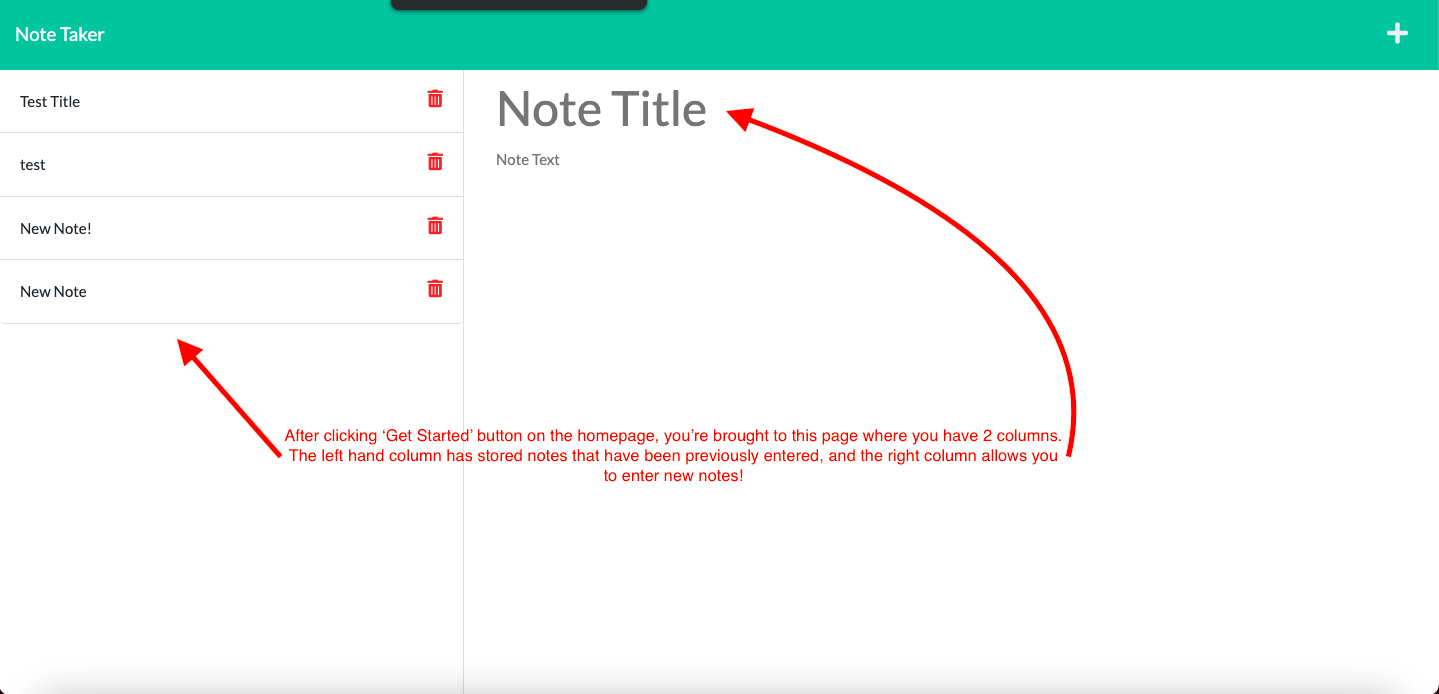 Note Taker
Test Title
test
New Note!
New Note
Note Title
Note Text
After clicking ‘Get Started’ button on the homepage, you’re brought to this page where you have 2 columns.
The left hand column has stored notes that have been previously entered, and the right column allows you
to enter new notes!